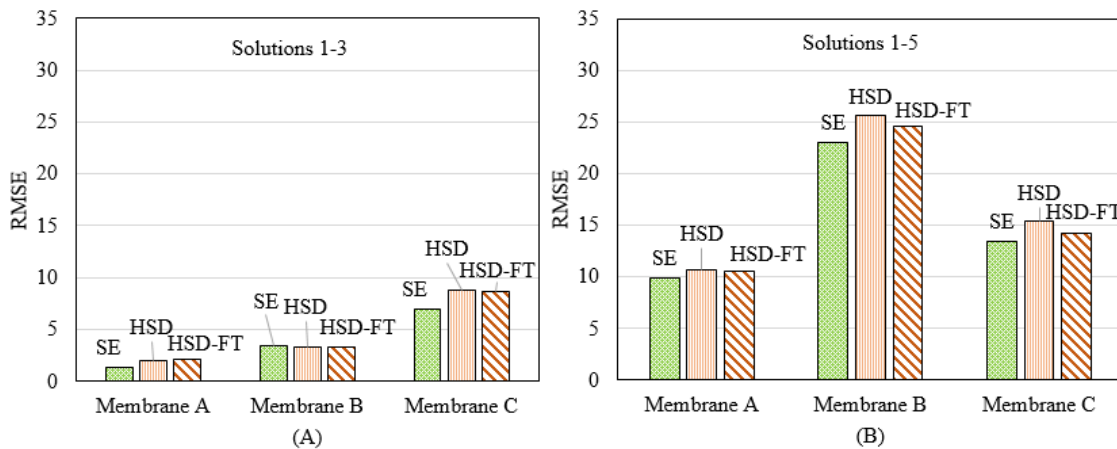 35
30
25
20
15
10
5
0
RMSE
Solutions 1-3
SE
HSD
HSD-FT
SE
HSD
HSD-FT
SE
HSD
HSD-FT
Membrane A
Membrane B
Membrane C
(A)
35
30
25
20
15
10
5
0
RMSE
Solutions 1-5
SE
HSD
HSD-FT
SE
HSD
HSD-FT
SE
HSD
HSD-FT
Membrane A
Membrane B
Membrane C
(B)